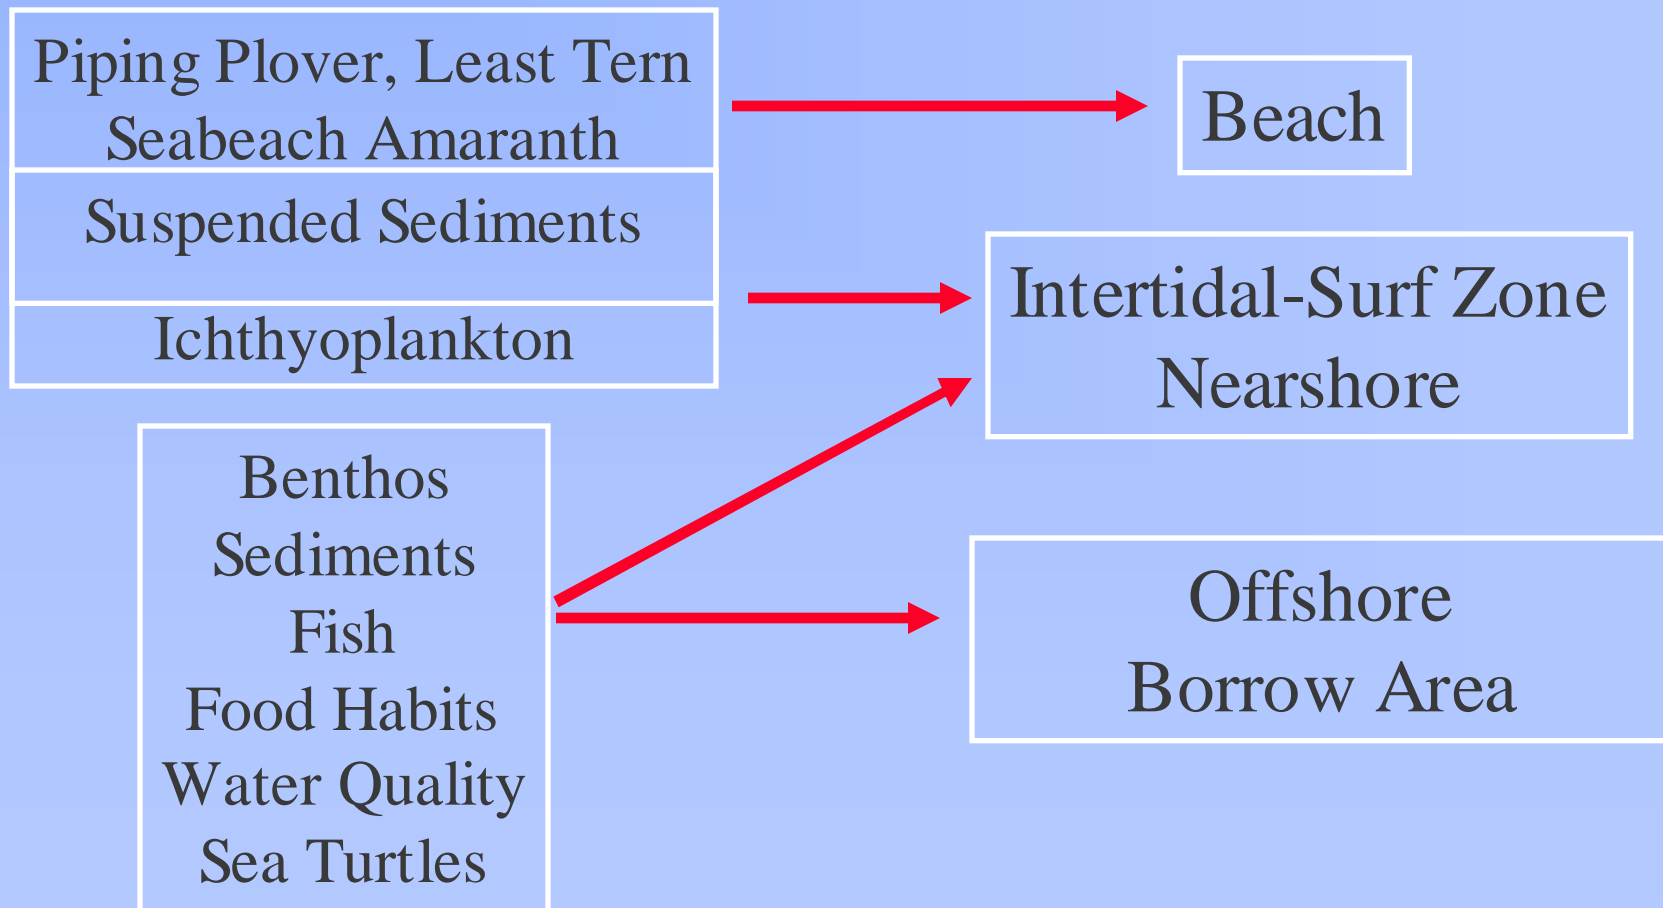 Piping Plover, Least Tern
Seabeach Amaranth
Suspended Sediments
Ichthyoplankton
Benthos
Sediments
Fish
Food Habits
Water Quality
Sea Turtles
Beach
Intertidal-Surf Zone
Nearshore
Offshore
Borrow Area